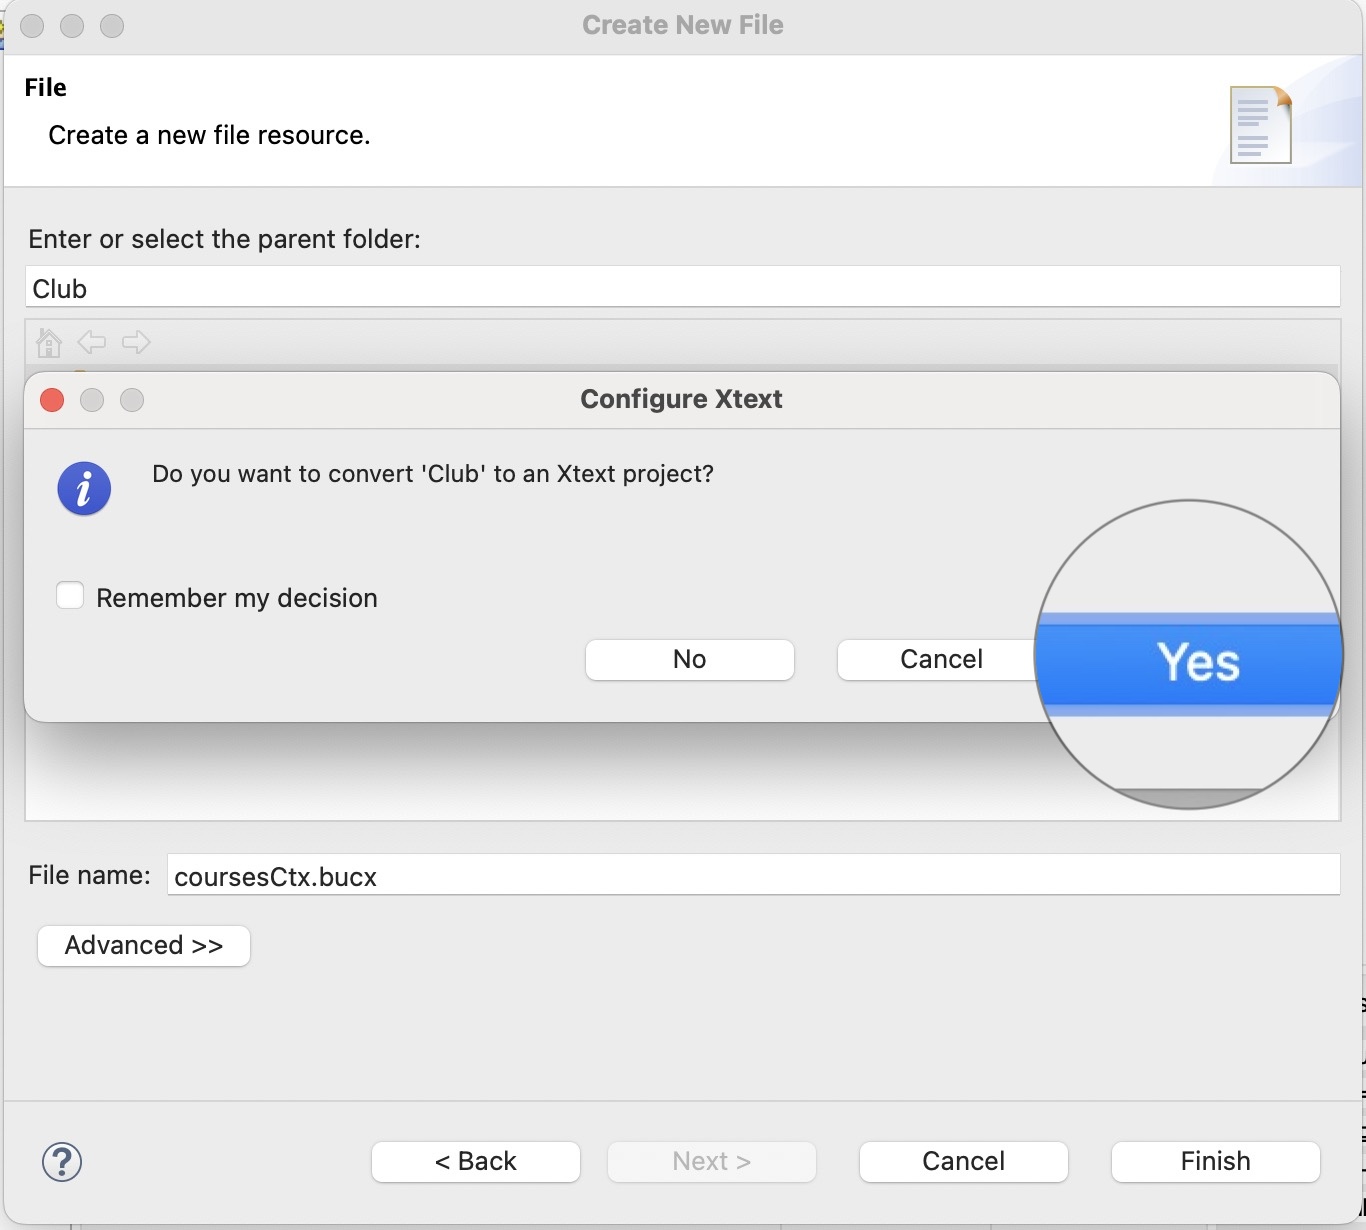 Create New File
File
Create a new file resource.
Enter or select the parent folder:
Club
Configure Xtext
Do you want to convert 'Club' to an Xtext project?
Remember my decision
No
Cancel
Yes
File name:
coursesCtx.bucx
Advanced >>
?
< Back
Next >
Cancel
Finish